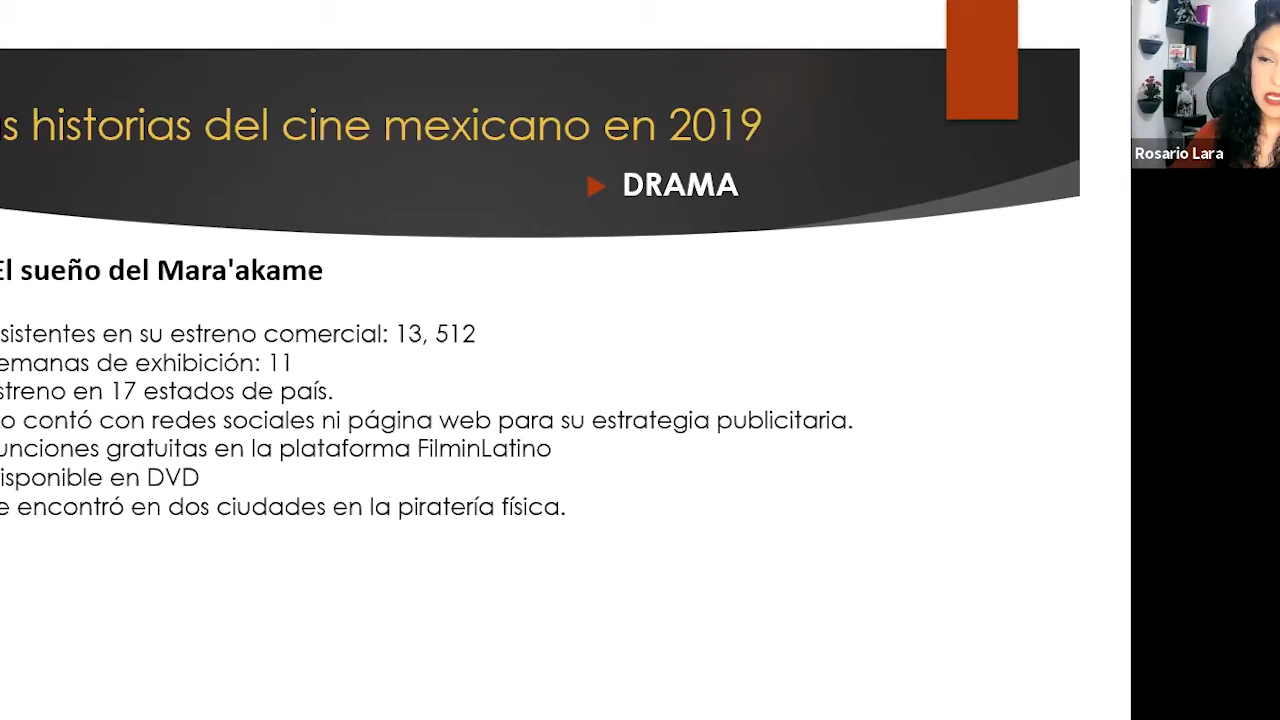 s historias del cine mexicano en 2019
DRAMA
El sueño del Mara'akame
sistentes en su estreno comercial: 13, 512
emanas de exhibición: 11
streno en 17 estados de país.
o contó con redes sociales ni página web para su estrategia publicitaria.
unciones gratuitas en la plataforma FilminLatino
isponible en DVD
e encontró en dos ciudades en la piratería física.
Rosario Lara